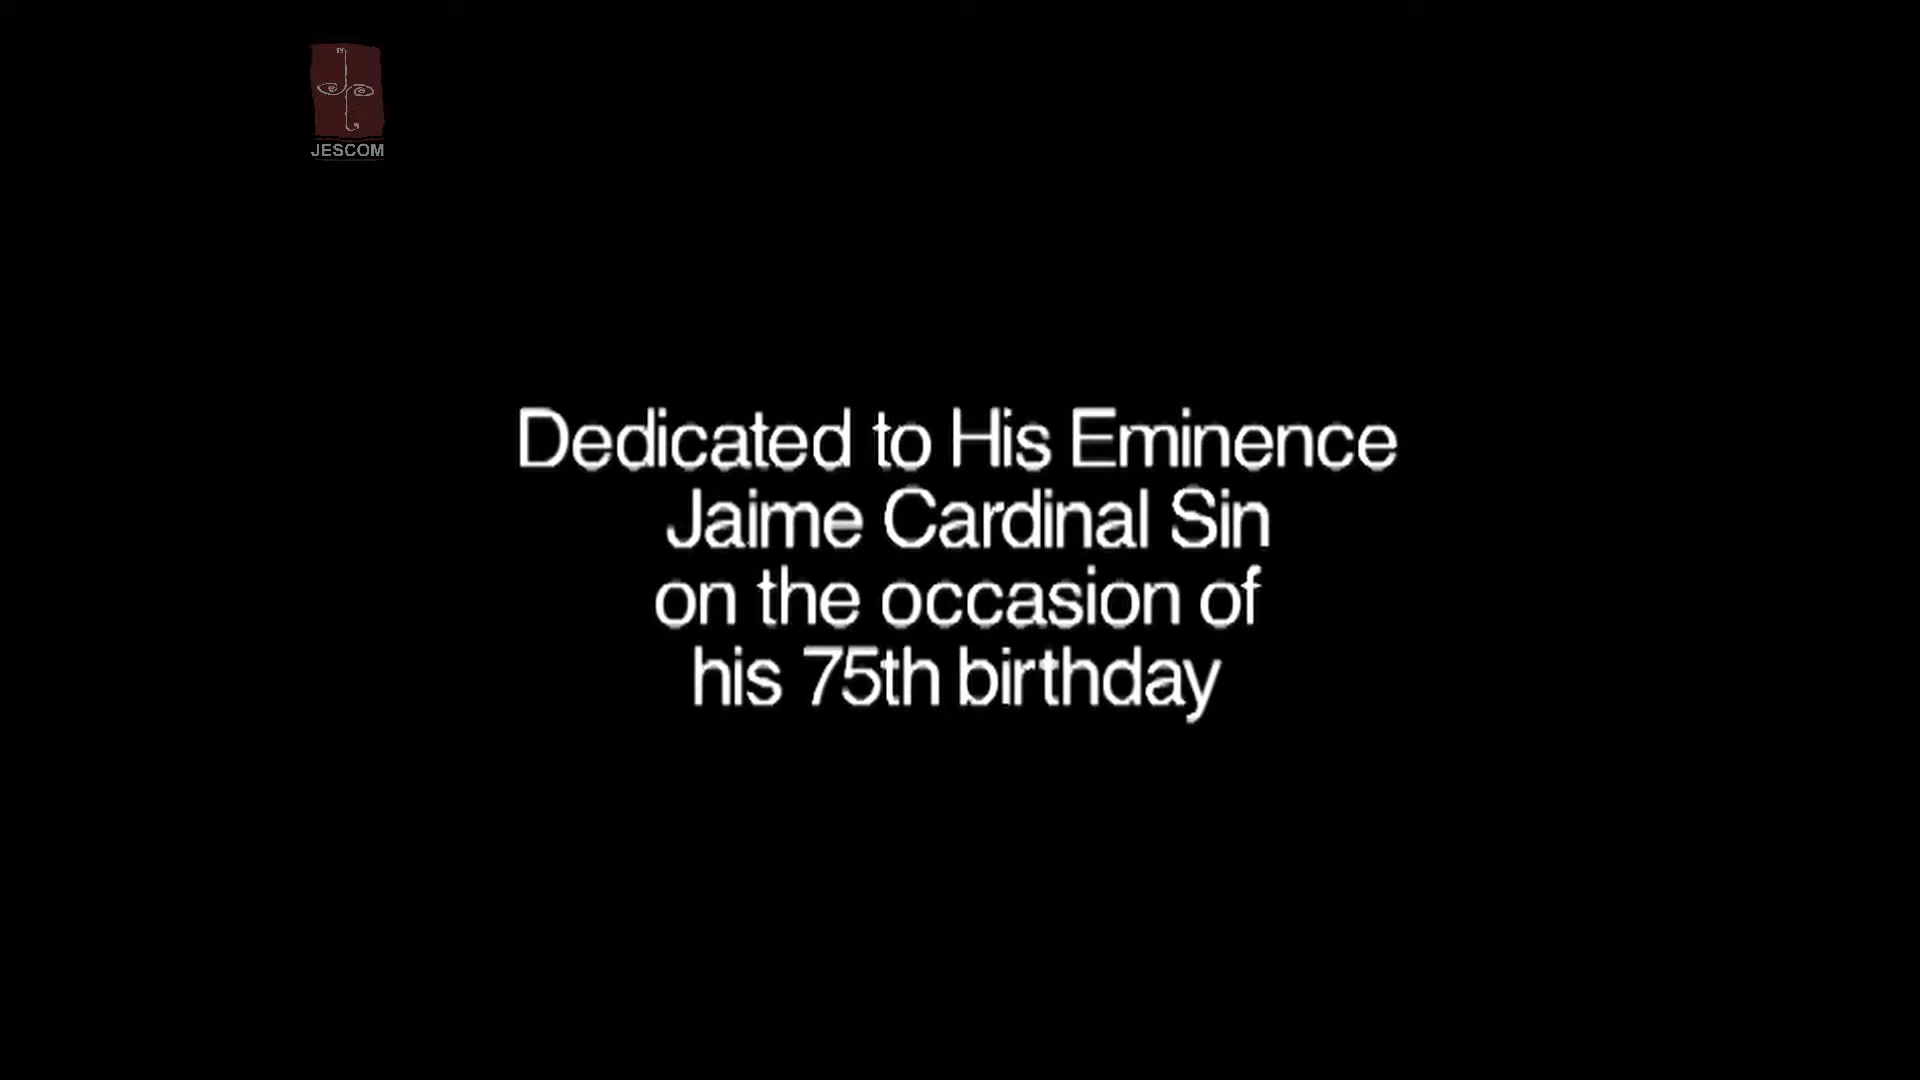 JESCOM
Dedicated to His Eminence
Jaime Cardinal Sin
on the occasion of
his 75th birthday